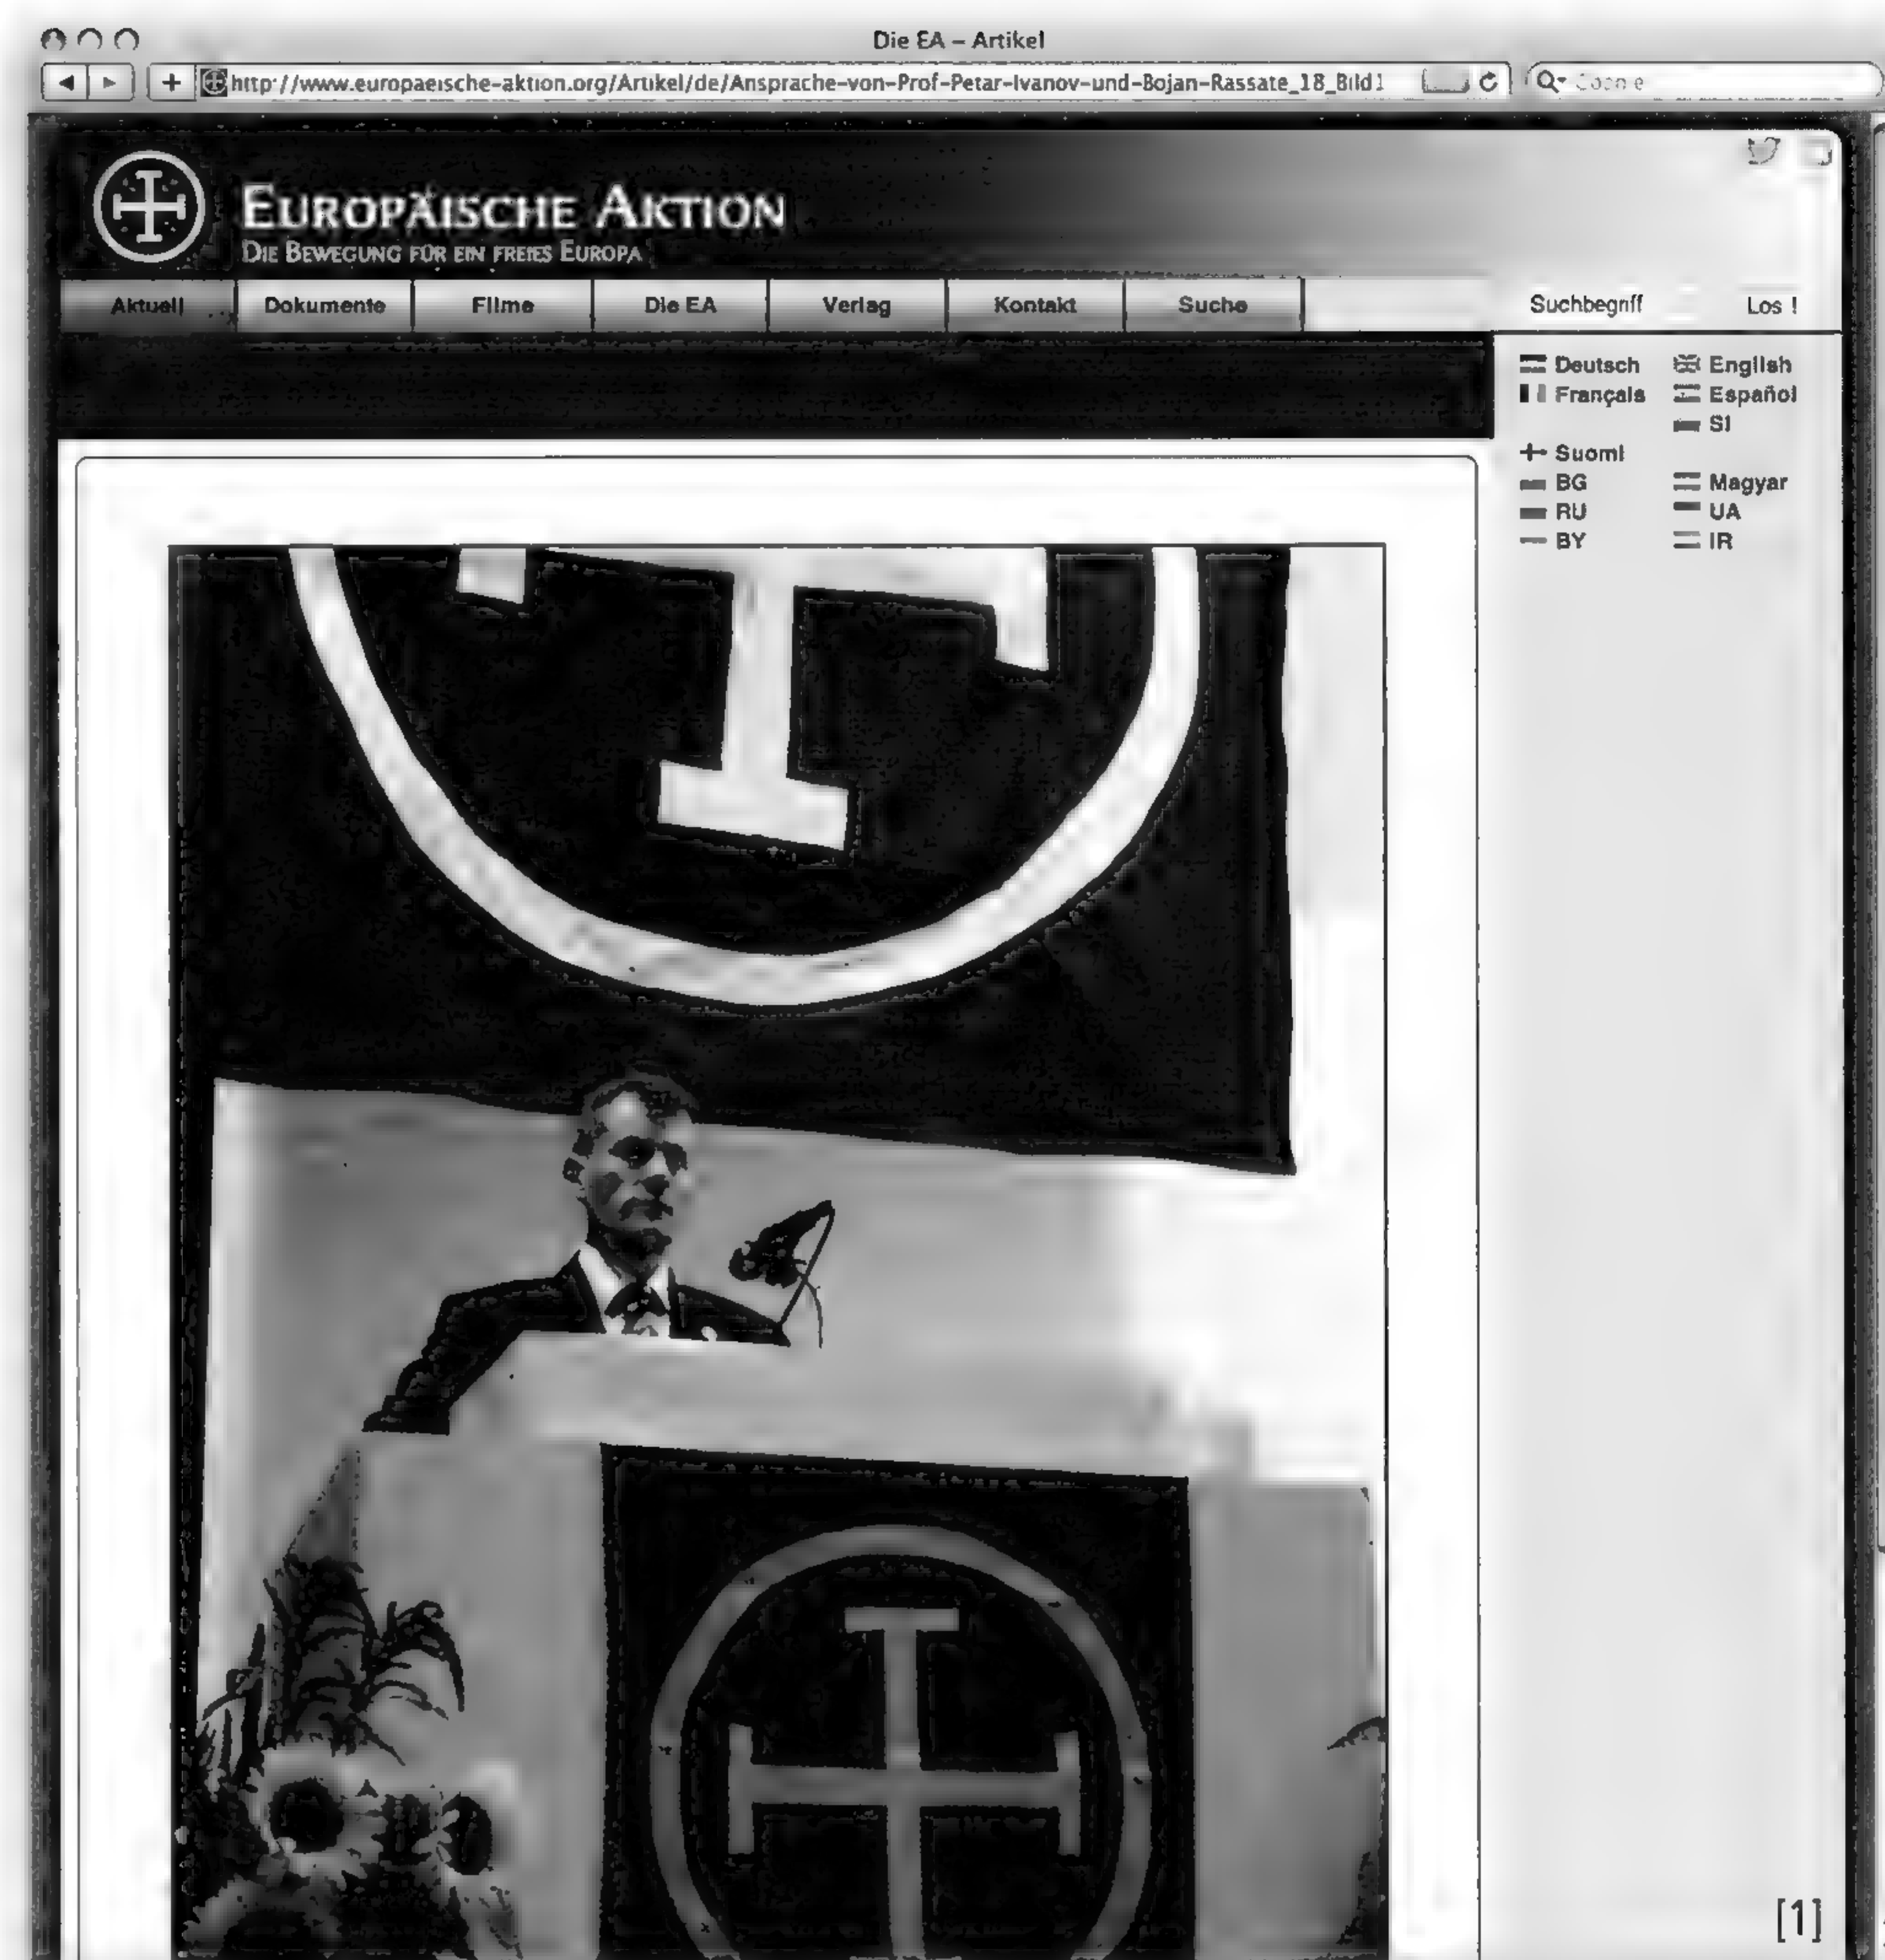 Die EA – Artikel
http://www.europaeische-aktion.org/Artikel/de/Ansprache-von-Prof-Petar-Ivanov-und-Bojan-Rassate_18_Bild1
EUROPÄISCHE AKTION
DIE BEWEGUNG FÜR EIN FREIES EUROPA
Aktuell Dokumente Filme Die EA Verlag Kontakt Suche Suchbegriff Los !
Deutsch English
Français Español
SI
Suomi
BG Magyar
RU UA
BY IR
[1]